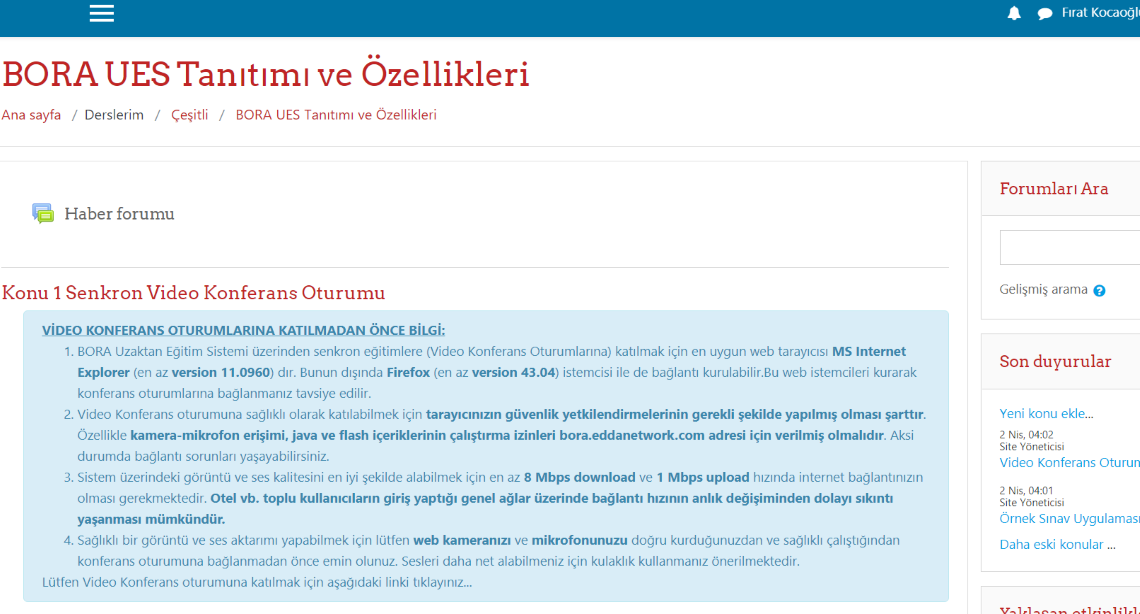 Fırat Kocaoğl
BORA UES Tanıtımı ve Özellikleri
Ana sayfa / Derslerim / Çeşitli / BORA UES Tanıtımı ve Özellikleri
Haber forumu
Konu 1 Senkron Video Konferans Oturumu
VİDEO KONFERANS OTURUMLARINA KATILMADAN ÖNCE BİLGİ:
1. BORA Uzaktan Eğitim Sistemi üzerinden senkron eğitimlere (Video Konferans Oturumlarına) katılmak için en uygun web tarayıcısı MS Internet
Explorer (en az version 11.0960) dır. Bunun dışında Firefox (en az version 43.04) istemcisi ile de bağlantı kurulabilir.Bu web istemcileri kurarak
konferans oturumlarına bağlanmanız tavsiye edilir.
2. Video Konferans oturumuna sağlıklı olarak katılabilmek için tarayıcınızın güvenlik yetkilendirmelerinin gerekli şekilde yapılmış olması şarttır.
Özellikle kamera-mikrofon erişimi, java ve flash içeriklerinin çalıştırma izinleri bora.eddanetwork.com adresi için verilmiş olmalıdır. Aksi
durumda bağlantı sorunları yaşayabilirsiniz.
3. Sistem üzerindeki görüntü ve ses kalitesini en iyi şekilde alabilmek için en az 8 Mbps download ve 1 Mbps upload hızında internet bağlantınızın
olması gerekmektedir. Otel vb. toplu kullanıcıların giriş yaptığı genel ağlar üzerinde bağlantı hızının anlık değişiminden dolayı sıkıntı
yaşanması mümkündür.
4. Sağlıklı bir görüntü ve ses aktarımı yapabilmek için lütfen web kameranızı ve mikrofonunuzu doğru kurduğunuzdan ve sağlıklı çalıştığından
konferans oturumuna bağlanmadan önce emin olunuz. Sesleri daha net alabilmeniz için kulaklık kullanmanız önerilmektedir.
Lütfen Video Konferans oturumuna katılmak için aşağıdaki linki tıklayınız...
Forumları Ara
Gelişmiş arama
Son duyurular
Yeni konu ekle...
2 Nis, 04:02
Site Yöneticisi
Video Konferans Oturun
2 Nis, 04:01
Site Yöneticisi
Örnek Sınav Uygulaması
Daha eski konular ...
Yaklaşan etkinlikle